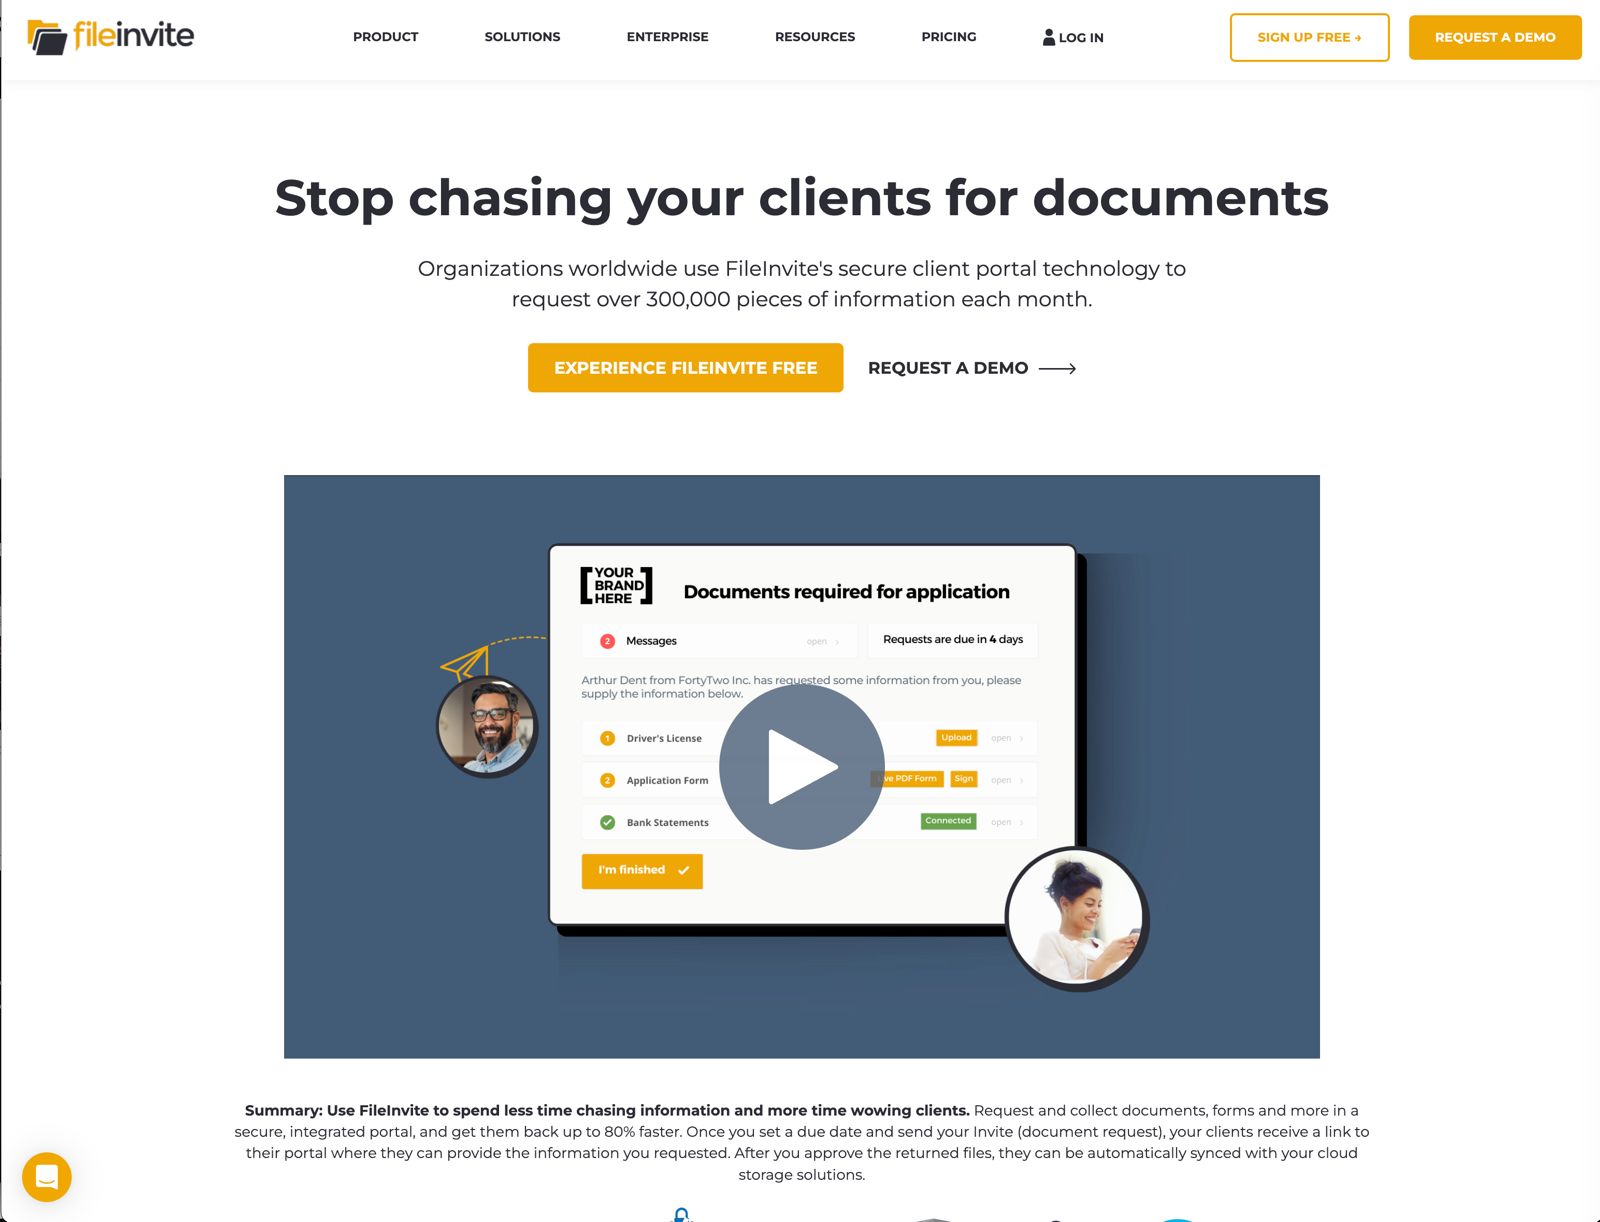 fileinvite
PRODUCT
SOLUTIONS
ENTERPRISE
RESOURCES
PRICING
LOG IN
SIGN UP FREE →
REQUEST A DEMO
Stop chasing your clients for documents
Organizations worldwide use FileInvite's secure client portal technology to
request over 300,000 pieces of information each month.
EXPERIENCE FILEINVITE FREE
REQUEST A DEMO
[YOUR
BRAND
HERE]
Documents required for application
2 Messages
open
Requests are due in 4 days
Arthur Dent from FortyTwo Inc. has requested some information from you, please
supply the information below.
1 Driver's License
Upload
open
2 Application Form
PDF Form
Sign
open
Bank Statements
Connected
open
I'm finished
Summary: Use FileInvite to spend less time chasing information and more time wowing clients. Request and collect documents, forms and more in a
secure, integrated portal, and get them back up to 80% faster. Once you set a due date and send your Invite (document request), your clients receive a link to
their portal where they can provide the information you requested. After you approve the returned files, they can be automatically synced with your cloud
storage solutions.